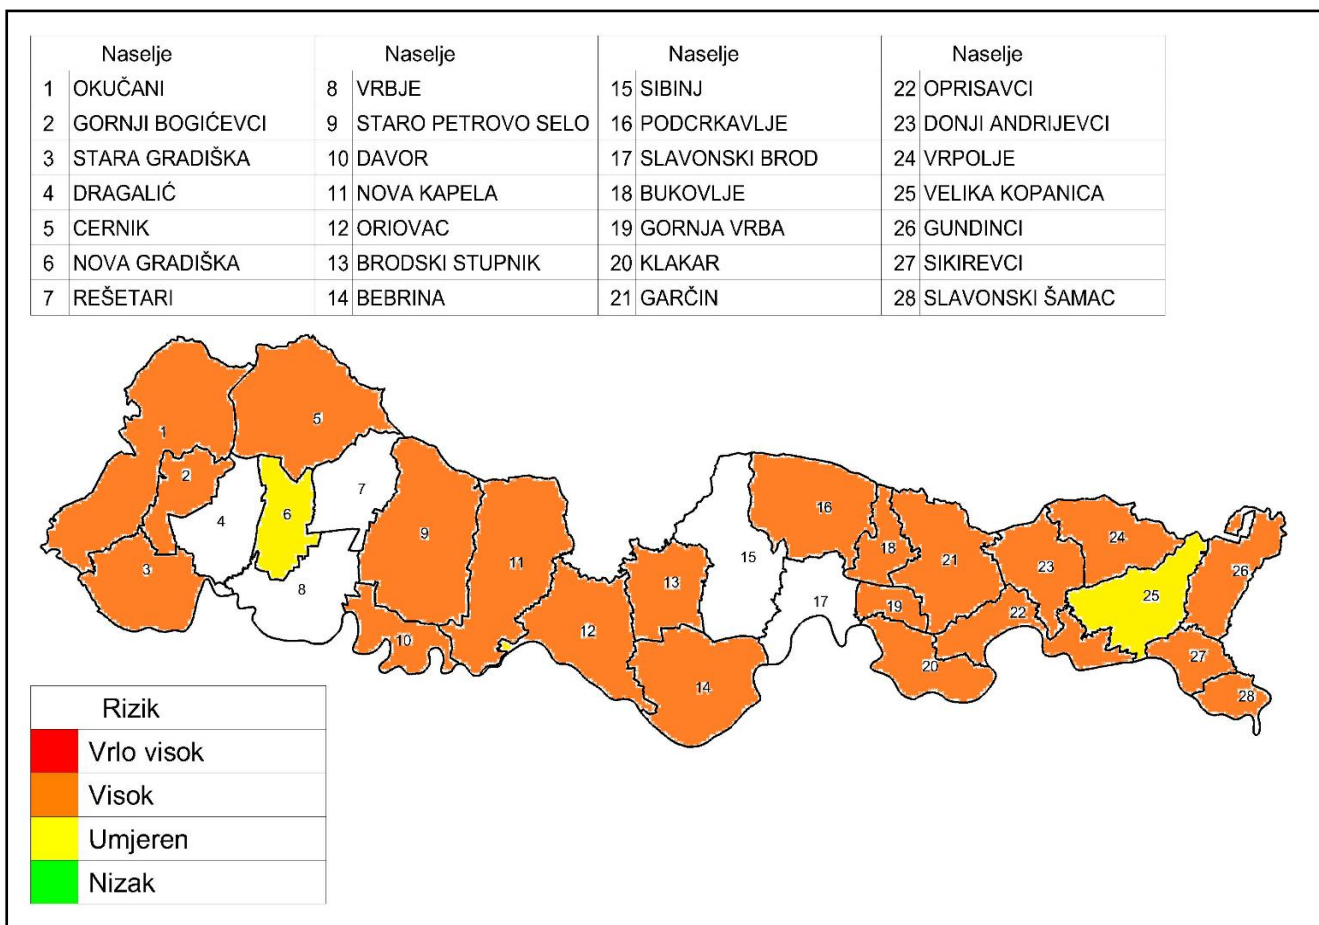 Naselje Naselje Naselje Naselje
1 OKUČANI 8 VRBJE 15 SIBINJ 22 OPRISAVCI
2 GORNJI BOGIĆEVCI 9 STARO PETROVO SELO 16 PODCRKAVLJE 23 DONJI ANDRIJEVCI
3 STARA GRADIŠKA 10 DAVOR 17 SLAVONSKI BROD 24 VRPOLJE
4 DRAGALIĆ 11 NOVA KAPELA 18 BUKOVLJE 25 VELIKA KOPANICA
5 CERNIK 12 ORIOVAC 19 GORNJA VRBA 26 GUNDINCI
6 NOVA GRADIŠKA 13 BRODSKI STUPNIK 20 KLAKAR 27 SIKIREVCI
7 REŠETARI 14 BEBRINA 21 GARČIN 28 SLAVONSKI ŠAMAC
1
2
3
4
5
6
7
8
9
10
11
12
13
14
15
16
17
18
19
20
21
22
23
24
25
26
27
28
Rizik
Vrlo visok
Visok
Umjeren
Nizak